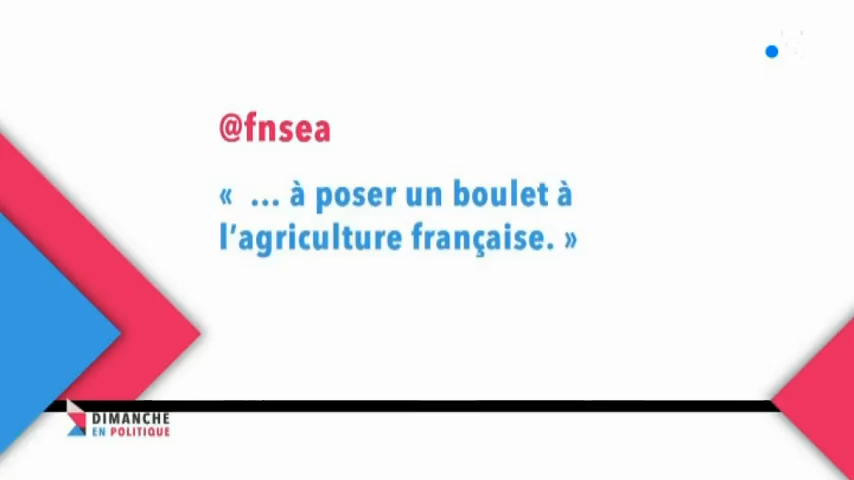 @fnsea
« ... à poser un boulet à
l’agriculture française. »
DIMANCHE
EN POLITIQUE